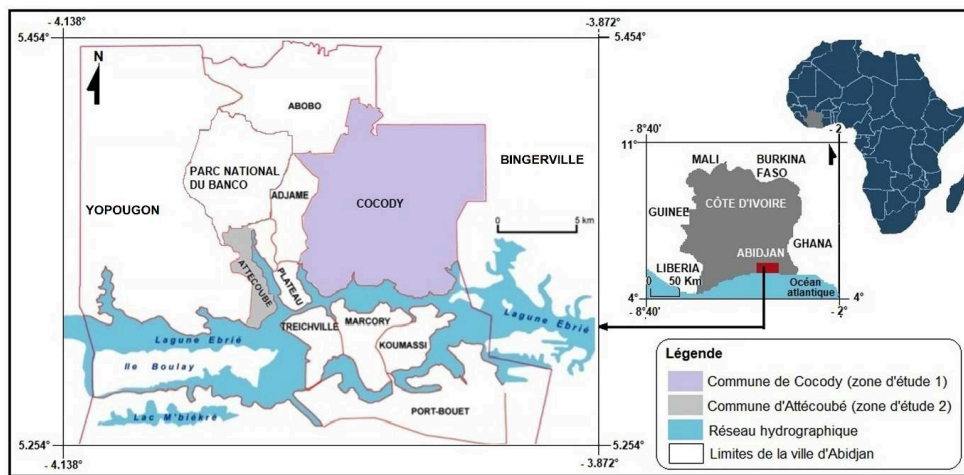 - 4.138°
-3.872°
5.454°
5.454°
N
ABOBO
PARC NATIONAL
DU BANCO
BINGERVILLE
ADJAME
COCODY
YOPOUGON
0
5 km
ATTECOUBE
PLATEAU
TREICHVILLE
MARCORY
KOUMASSI
Lagune Ebrié
Lagune Ebrié
Ile Boulay
PORT-BOUET
Lac M'biékré
5.254°
5.254°
- 4.138
-3.872°
- 8°40'
- 2
11°
MALI
BURKINA
FASO
CÔTE D'IVOIRE
GUINEE
GHANA
ABIDJAN
LIBERIA
0 50 Km
Océan
atlantique
4°
4°
- 8°40'
- 2°
Légende
Commune de Cocody (zone d'étude 1)
Commune d'Attécoubé (zone d'étude 2)
Réseau hydrographique
Limites de la ville d'Abidjan